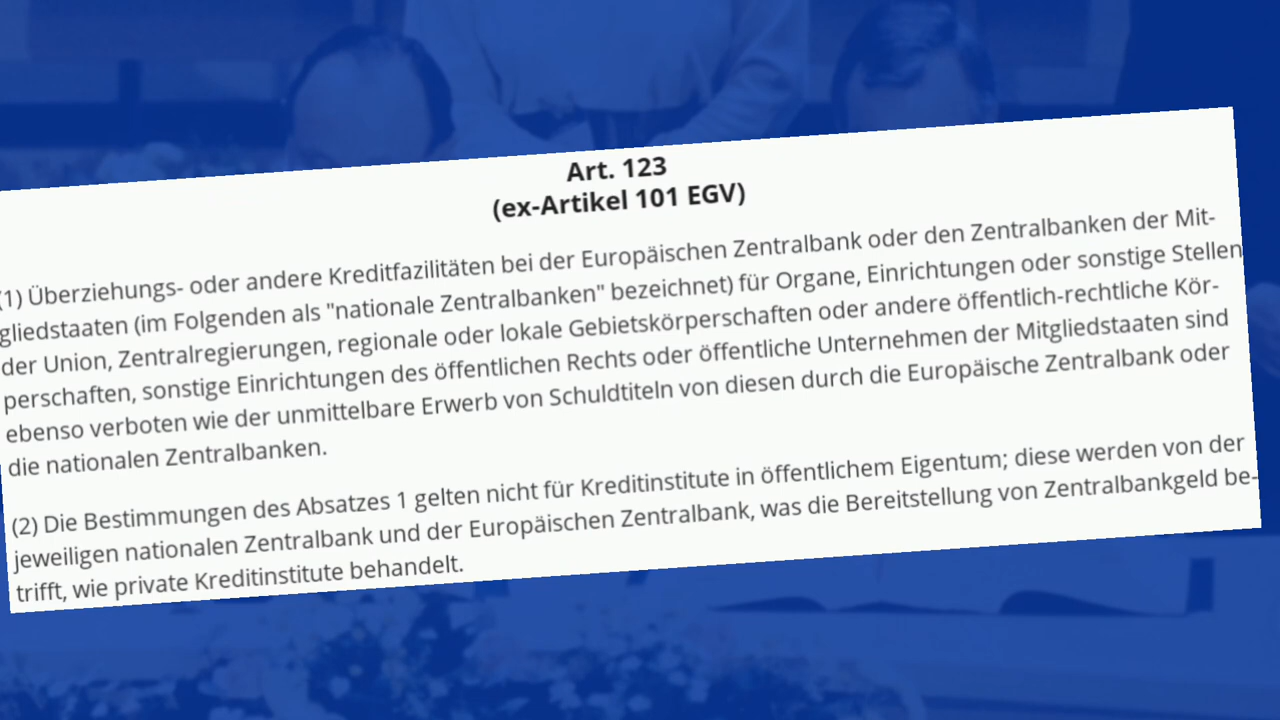 Art. 123
(ex-Artikel 101 EGV)
(1) Überziehungs- oder andere Kreditfazilitäten bei der Europäischen Zentralbank oder den Zentralbanken der Mit-
gliedstaaten (im Folgenden als "nationale Zentralbanken" bezeichnet) für Organe, Einrichtungen oder sonstige Stellen
der Union, Zentralregierungen, regionale oder lokale Gebietskörperschaften oder andere öffentlich-rechtliche Kör-
perschaften, sonstige Einrichtungen des öffentlichen Rechts oder öffentliche Unternehmen der Mitgliedstaaten sind
ebenso verboten wie der unmittelbare Erwerb von Schuldtiteln von diesen durch die Europäische Zentralbank oder
die nationalen Zentralbanken.
(2) Die Bestimmungen des Absatzes 1 gelten nicht für Kreditinstitute in öffentlichem Eigentum; diese werden von der
jeweiligen nationalen Zentralbank und der Europäischen Zentralbank, was die Bereitstellung von Zentralbankgeld be-
trifft, wie private Kreditinstitute behandelt.